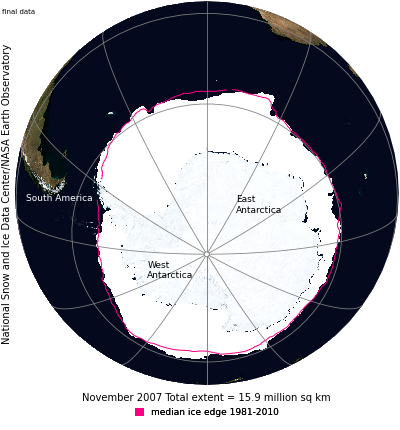 final data
National Snow and Ice Data Center/NASA Earth Observatory
South America
East
Antarctica
West
Antarctica
November 2007 Total extent = 15.9 million sq km
median ice edge 1981-2010